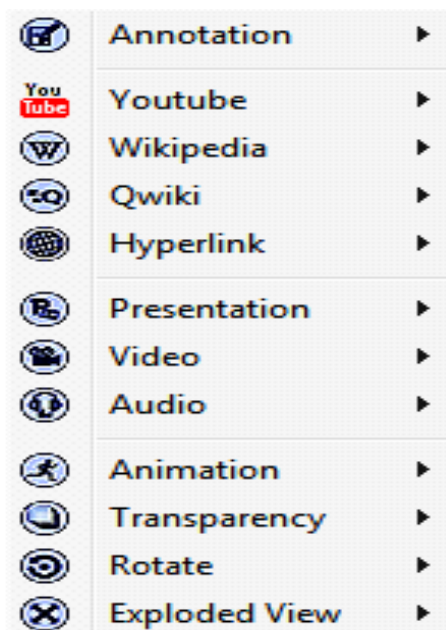 Annotation
You
Tube
Youtube
Wikipedia
Qwiki
Hyperlink
Presentation
Video
Audio
Animation
Transparency
Rotate
Exploded View